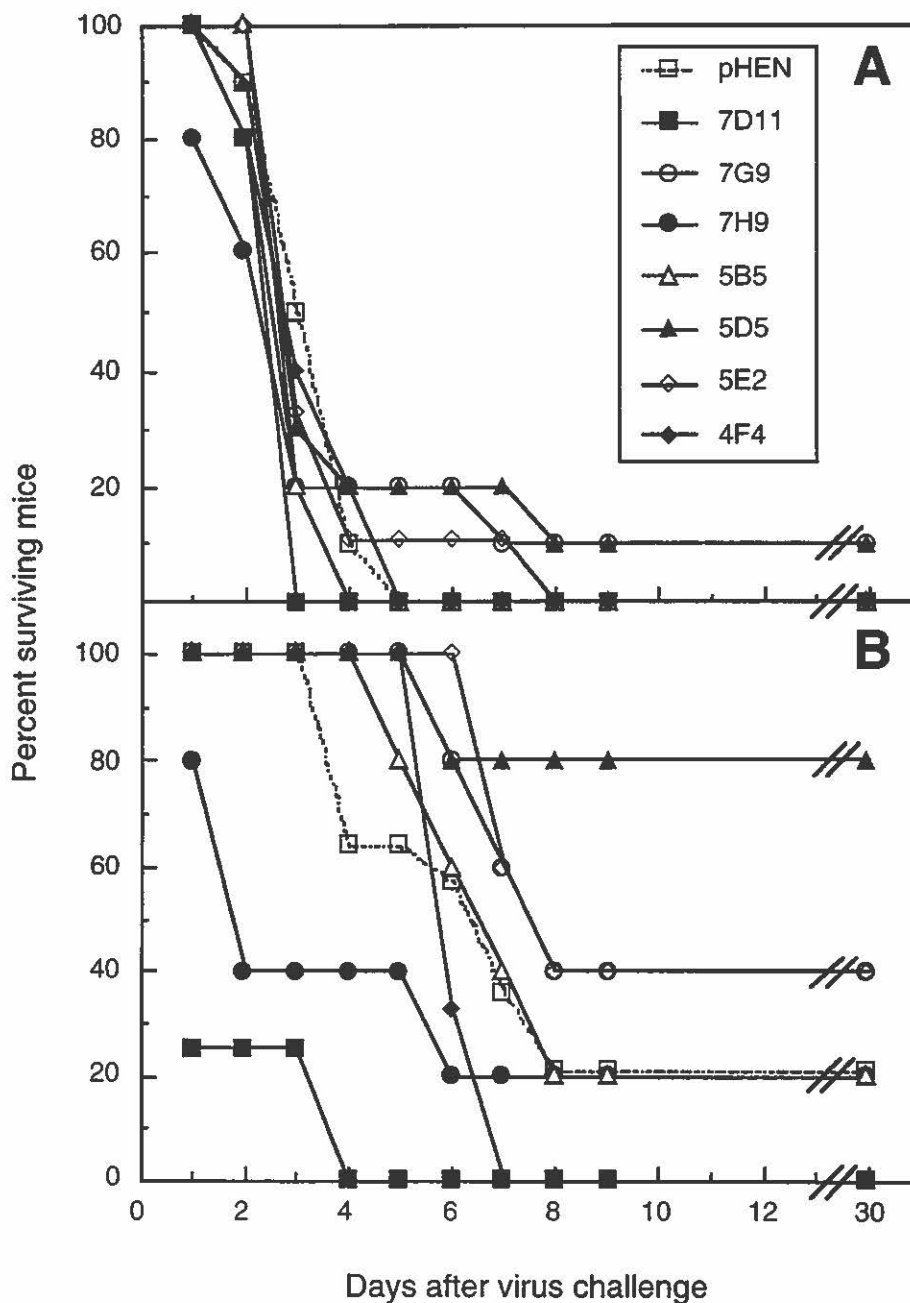 Percent surviving mice
100
80
60
40
20
A
pHEN
7D11
7G9
7H9
5B5
5D5
5E2
4F4
100
80
60
40
20
0
B
0 2 4 6 8 10 12 30
Days after virus challenge